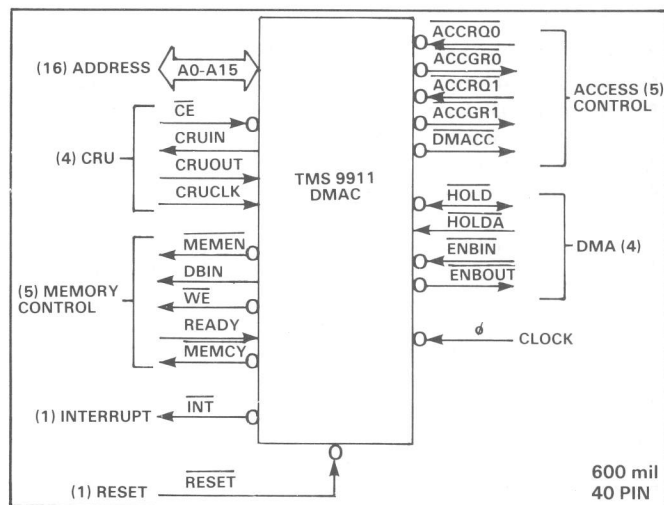 (16) ADDRESS
A0-A15
(4) CRU
CE
CRUIN
CRUOUT
CRUCLK
(5) MEMORY
CONTROL
MEMEN
DBIN
WE
READY
MEMCY
(1) INTERRUPT
INT
(1) RESET
RESET
TMS 9911
DMAC
ACCRQ0
ACCGR0
ACCRQ1
ACCGR1
DMACC
ACCESS (5)
CONTROL
HOLD
HOLDA
ENBIN
ENBOUT
DMA (4)
ø
CLOCK
600 mil
40 PIN